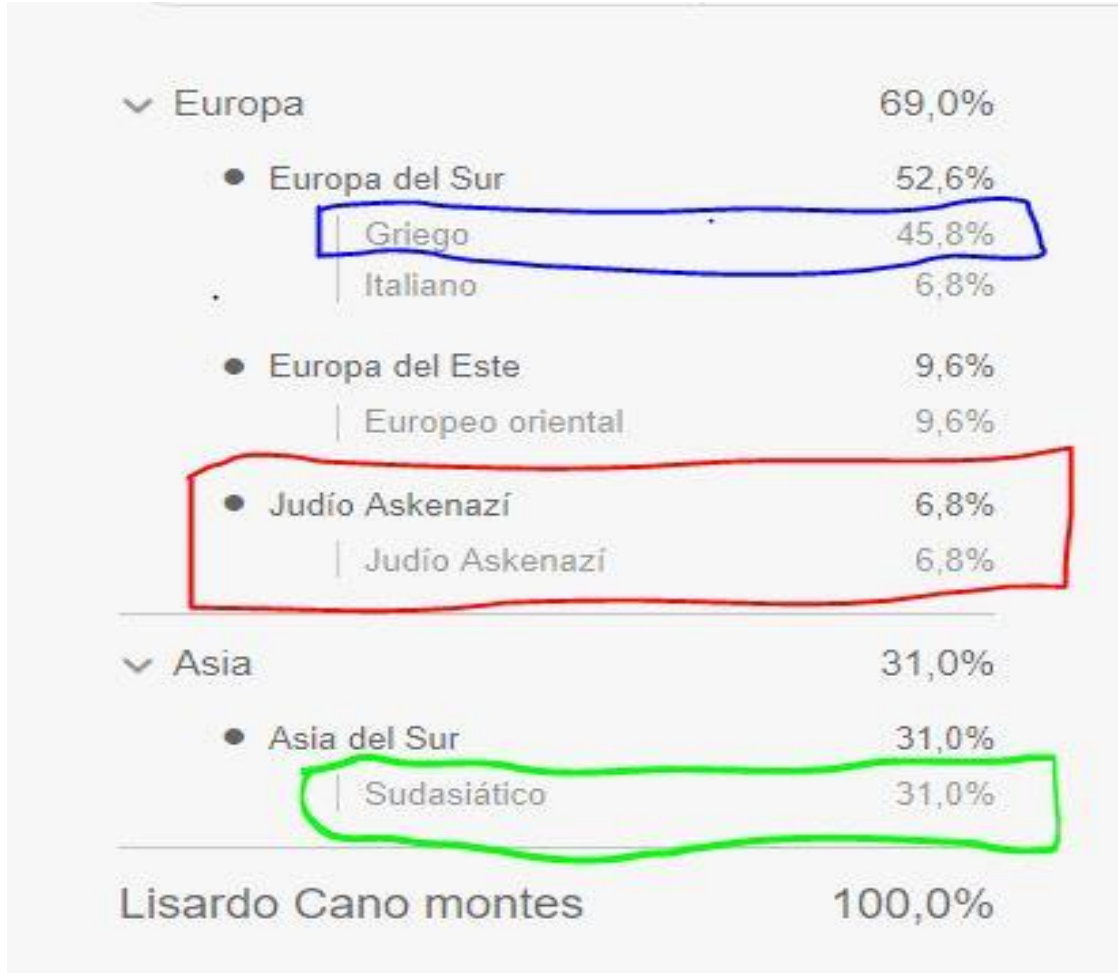 Europa 69,0%
Europa del Sur 52,6%
Griego 45,8%
Italiano 6,8%
Europa del Este 9,6%
Europeo oriental 9,6%
Judío Askenazí 6,8%
Judío Askenazí 6,8%
Asia 31,0%
Asia del Sur 31,0%
Sudasiático 31,0%
Lisardo Cano montes 100,0%